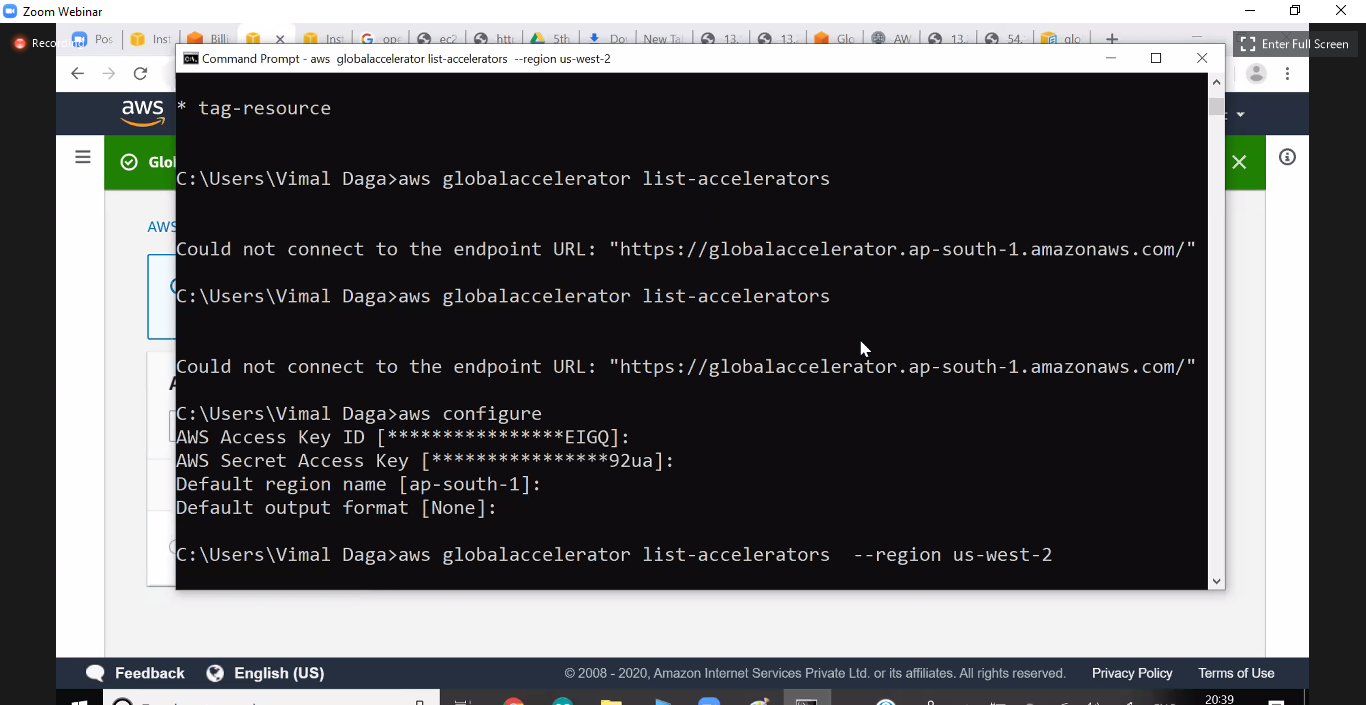 Zoom Webinar
Recording
Pos
Inst
Billi
Inst
ope
ec2
http
5th
Do
New Ta
13.
13.
Glo
AW
13.
54.
glo
Enter Full Screen
Command Prompt - aws globalaccelerator list-accelerators --region us-west-2
aws
* tag-resource
Glo
C:\Users\Vimal Daga>aws globalaccelerator list-accelerators
AWS
Could not connect to the endpoint URL: "https://globalaccelerator.ap-south-1.amazonaws.com/"
C:\Users\Vimal Daga>aws globalaccelerator list-accelerators
Could not connect to the endpoint URL: "https://globalaccelerator.ap-south-1.amazonaws.com/"
C:\Users\Vimal Daga>aws configure
AWS Access Key ID [****************EIGQ]:
AWS Secret Access Key [****************92ua]:
Default region name [ap-south-1]:
Default output format [None]:
C:\Users\Vimal Daga>aws globalaccelerator list-accelerators --region us-west-2
Feedback
English (US)
© 2008 - 2020, Amazon Internet Services Private Ltd. or its affiliates. All rights reserved.
Privacy Policy
Terms of Use
20:39